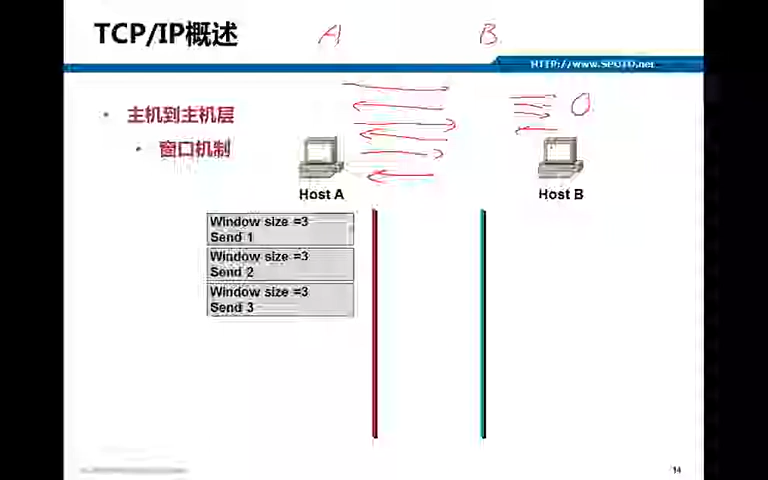 TCP/IP概述
A
B
HTTP://www.SPOTO.net
• 主机到主机层
• 窗口机制
Host A
Host B
Window size =3
Send 1
Window size =3
Send 2
Window size =3
Send 3
14